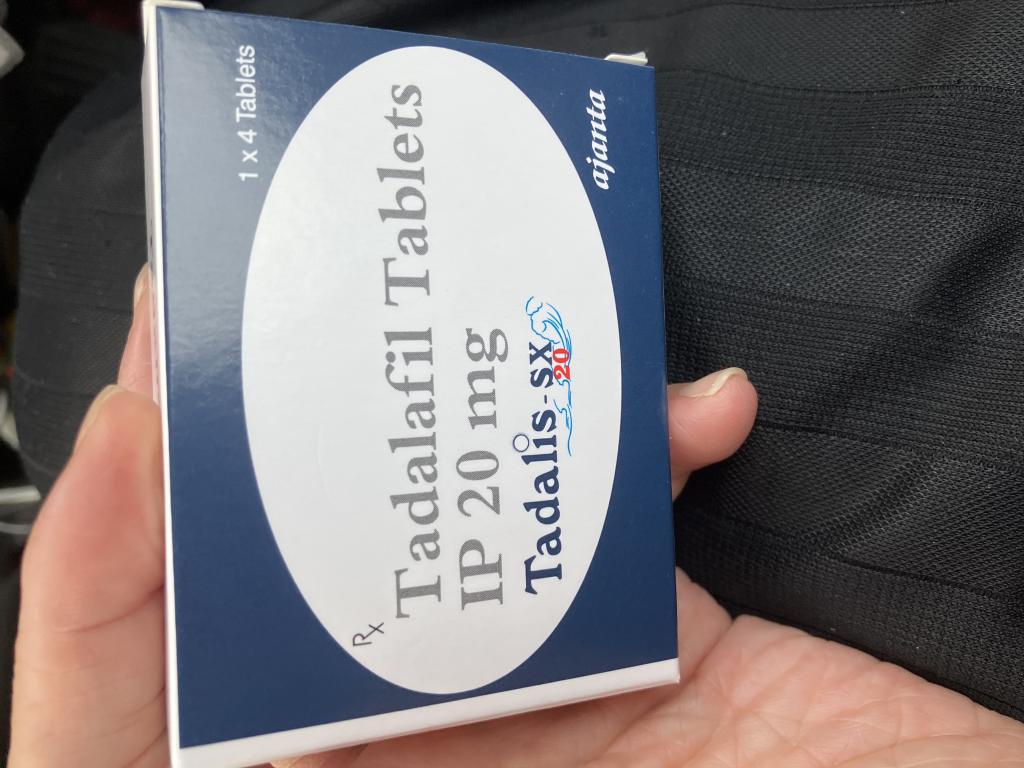 1 x 4 Tablets
Rx
Tadalafil Tablets
IP 20 mg
Tadalis-sx
20
ajanta